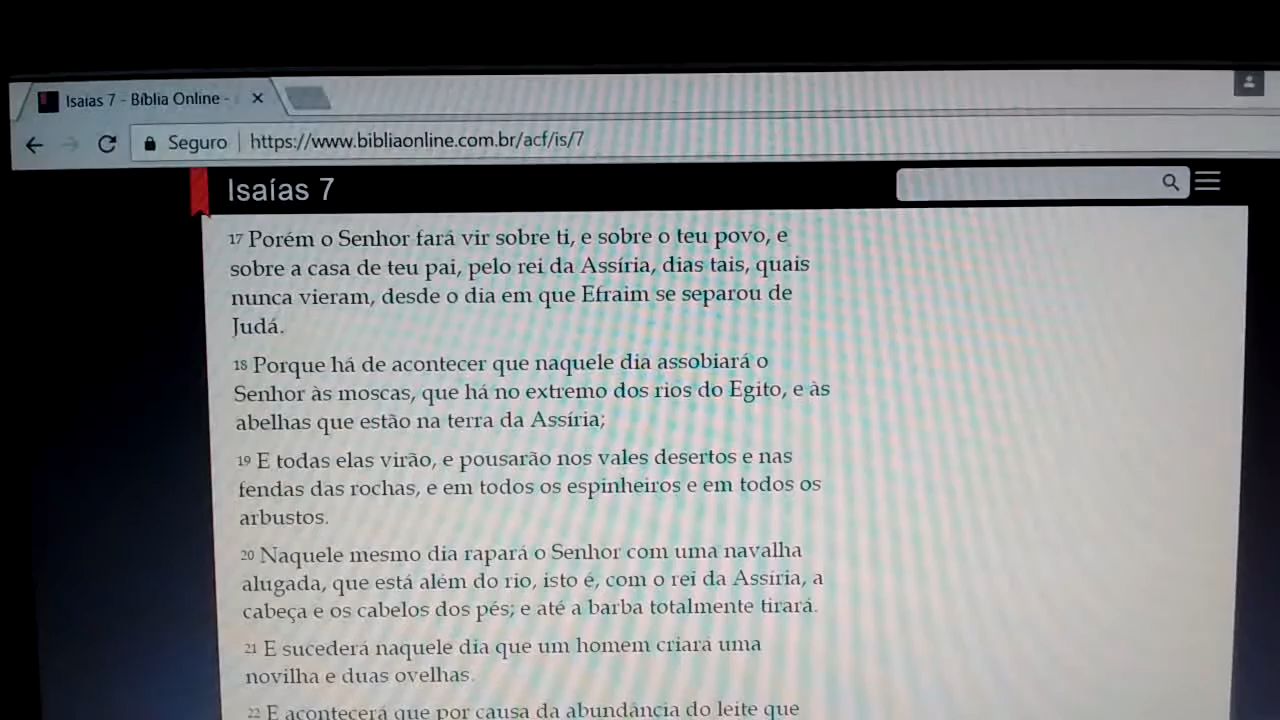 Isaias 7 - Bíblia Online -
Seguro
https://www.bibliaonline.com.br/acf/is/7
Isaías 7
17 Porém o Senhor fará vir sobre ti, e sobre o teu povo, e
sobre a casa de teu pai, pelo rei da Assíria, dias tais, quais
nunca vieram, desde o dia em que Efraim se separou de
Judá.
18 Porque há de acontecer que naquele dia assobiará o
Senhor às moscas, que há no extremo dos rios do Egito, e às
abelhas que estão na terra da Assíria;
19 E todas elas virão, e pousarão nos vales desertos e nas
fendas das rochas, e em todos os espinheiros e em todos os
arbustos.
20 Naquele mesmo dia rapará o Senhor com uma navalha
alugada, que está além do rio, isto é, com o rei da Assíria, a
cabeça e os cabelos dos pés; e até a barba totalmente tirará.
21 E sucederá naquele dia que um homem criará uma
novilha e duas ovelhas.
22 E acontecerá que por causa da abundância do leite que